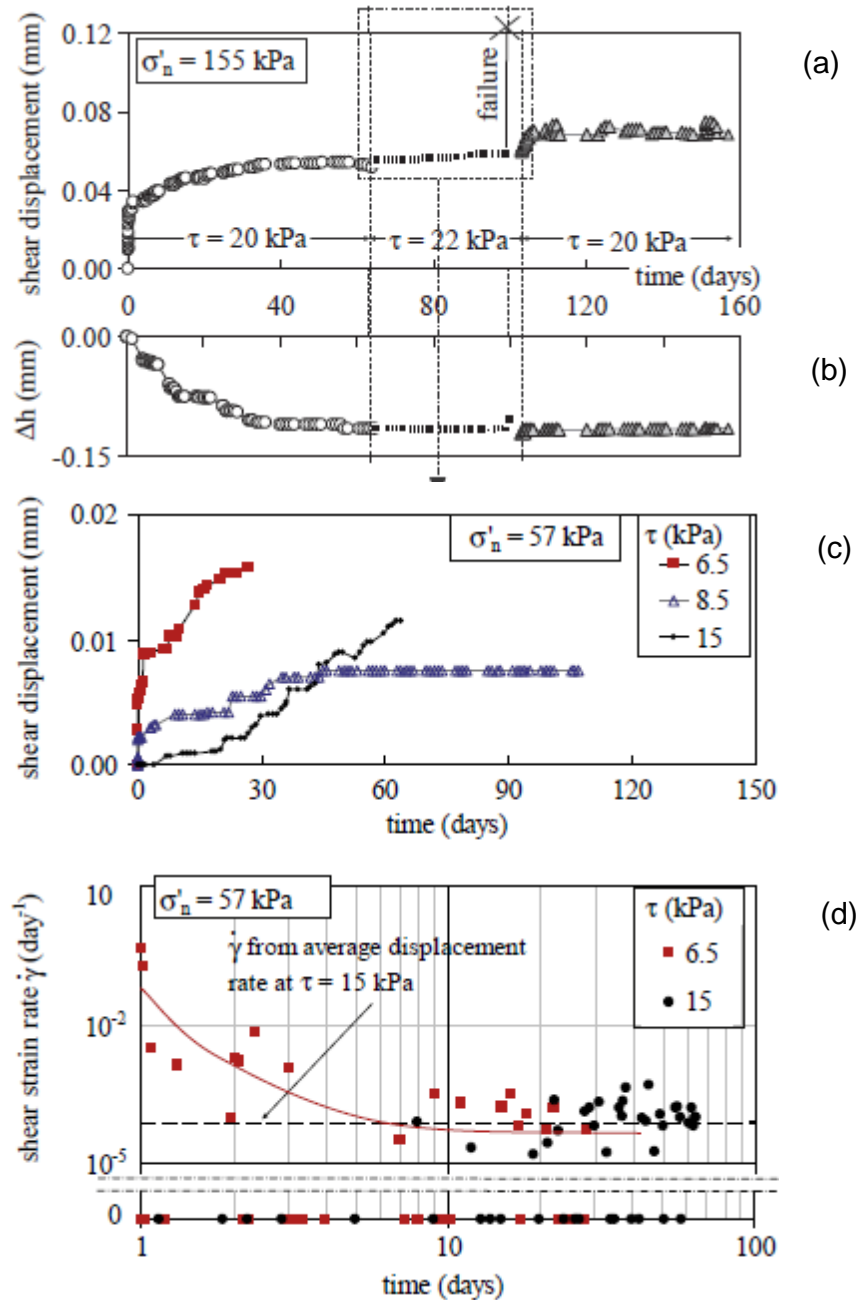 0.12
0.08
0.04
0.00
shear displacement (mm)
σ'n = 155 kPa
failure
τ = 20 kPa
τ = 22 kPa
τ = 20 kPa
time (days)
0
40
80
120
160
(a)
0.00
-0.15
Δh (mm)
(b)
0.02
0.01
0.00
shear displacement (mm)
σ'n = 57 kPa
τ (kPa)
6.5
8.5
15
0
30
60
90
120
150
time (days)
(c)
10
10-2
10-5
0
shear strain rate γ̇ (day-1)
σ'n = 57 kPa
γ̇ from average displacement
rate at τ = 15 kPa
τ (kPa)
6.5
15
1
10
100
time (days)
(d)